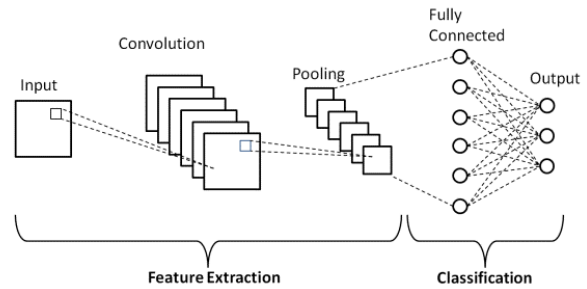 Fully
Connected
Convolution
Pooling
Input
Output
Feature Extraction
Classification